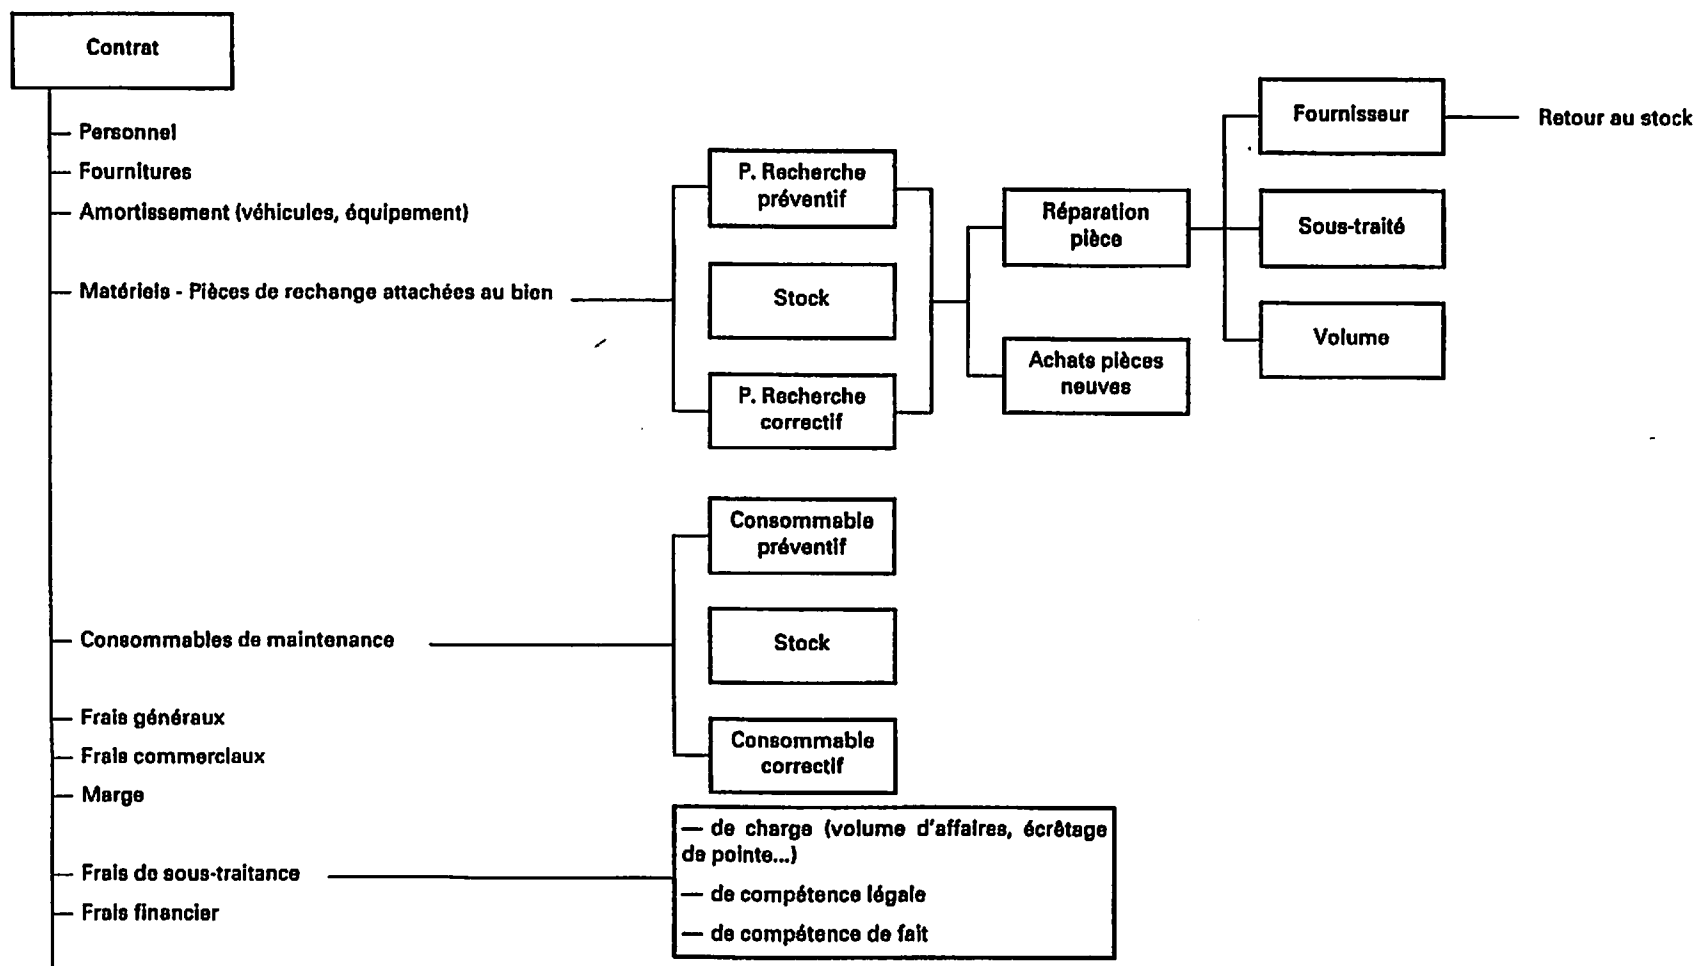 Contrat
Personnel
Fournitures
Amortissement (véhicules, équipement)
Matériels - Pièces de rechange attachées au bien
P. Recherche
préventif
Stock
P. Recherche
correctif
Réparation
pièce
Achats pièces
neuves
Fournisseur
Retour au stock
Sous-traité
Volume
Consommables de maintenance
Consommable
préventif
Stock
Consommable
correctif
Frais généraux
Frais commerciaux
Marge
Frais de sous-traitance
Frais financier
— de charge (volume d'affaires, écrêtage
de pointe...)
— de compétence légale
— de compétence de fait